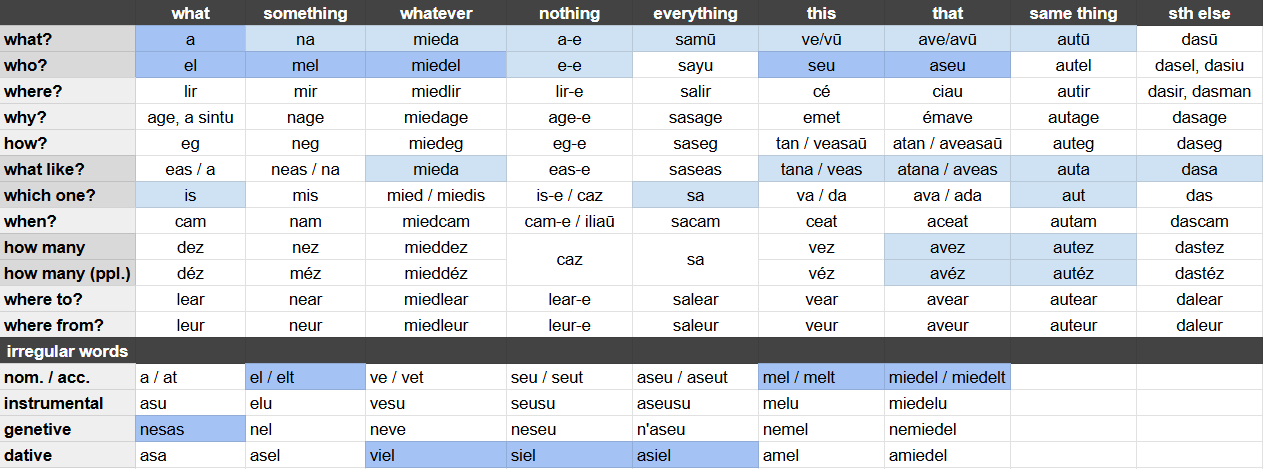 what something whatever nothing everything this that same thing sth else
what? a na mieda a-e samū ve/vū ave/avū autū dasū
who? el mel miedel e-e sayu seu aseu autel dasel, dasiu
where? lir mir miedlir lir-e salir cé ciau autir dasir, dasman
why? age, a sintu nage miedage age-e sasage emet émave autage dasage
how? eg neg miedeg eg-e saseg tan / veasaū atan / aveasaū auteg daseg
what like? eas / a neas / na mieda eas-e saseas tana / veas atana / aveas auta dasa
which one? is mis mied / miedis is-e / caz sa va / da ava / ada aut das
when? cam nam miedcam cam-e / iliaū sacam ceat aceat autam dascam
how many dez nez mieddez caz sa vez avez autez dastez
how many (ppl.) déz méz mieddéz véz avéz autéz dastéz
where to? lear near miedlear lear-e salear vear avear autear dalear
where from? leur neur miedleur leur-e saleur veur aveur auteur daleur
irregular words
nom. / acc. a / at el / elt ve / vet seu / seut aseu / aseut mel / melt miedel / miedelt
instrumental asu elu vesu seusu aseusu melu miedelu
genetive nesas nel neve neseu n'aseu nemel nemiedel
dative asa asel viel siel asiel amel amiedel